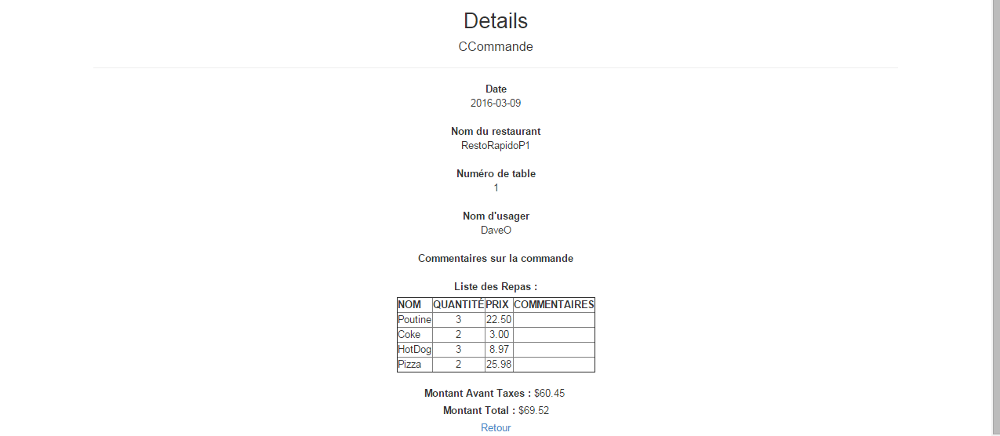 Details
CCommande
Date
2016-03-09
Nom du restaurant
RestoRapidoP1
Numéro de table
1
Nom d'usager
DaveO
Commentaires sur la commande
Liste des Repas :
NOM QUANTITÉ PRIX COMMENTAIRES
Poutine 3 22.50
Coke 2 3.00
HotDog 3 8.97
Pizza 2 25.98
Montant Avant Taxes : $60.45
Montant Total : $69.52
Retour